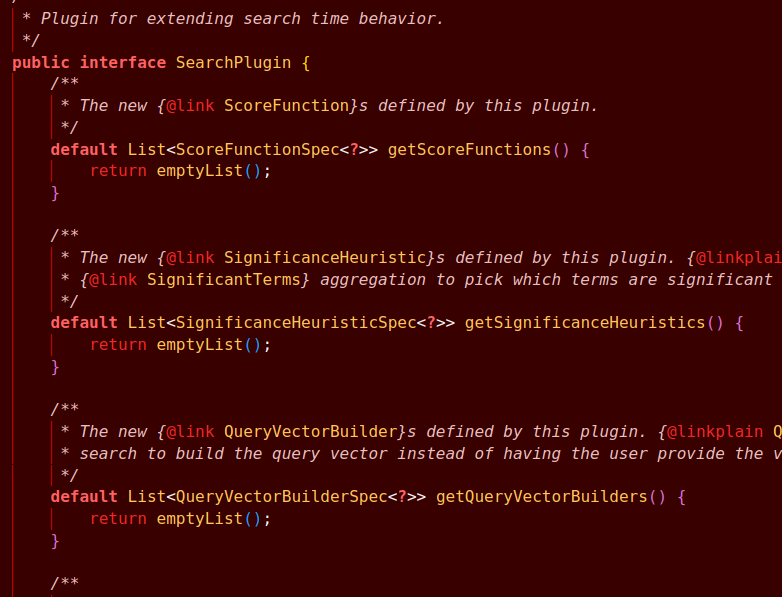 * Plugin for extending search time behavior.
*/
public interface SearchPlugin {
/**
* The new {@link ScoreFunction}s defined by this plugin.
*/
default List<ScoreFunctionSpec<?>> getScoreFunctions() {
return emptyList();
}
/**
* The new {@link SignificanceHeuristic}s defined by this plugin. {@linkplai
* {@link SignificantTerms} aggregation to pick which terms are significant
*/
default List<SignificanceHeuristicSpec<?>> getSignificanceHeuristics() {
return emptyList();
}
/**
* The new {@link QueryVectorBuilder}s defined by this plugin. {@linkplain Q
* search to build the query vector instead of having the user provide the v
*/
default List<QueryVectorBuilderSpec<?>> getQueryVectorBuilders() {
return emptyList();
}
/**